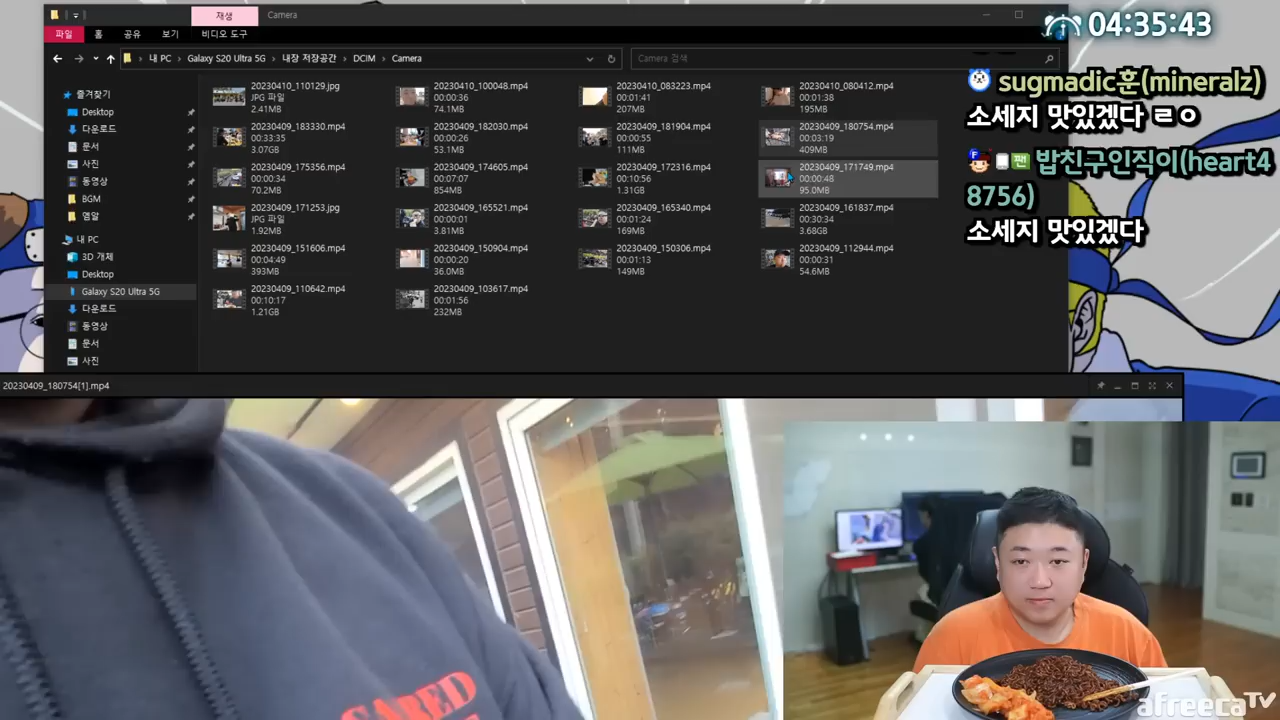 재생
Camera
파일
홈
공유
보기
비디오 도구
내 PC > Galaxy S20 Ultra 5G > 내장 저장공간 > DCIM > Camera
Camera 검색
04:35:43
sugmadic훈(mineralz)
소세지 맛있겠다 ㄹㅇ
팬 밥친구인직이(heart4
8756)
소세지 맛있겠다
즐겨찾기
Desktop
다운로드
문서
사진
동영상
BGM
앰알
내 PC
3D 개체
Desktop
Galaxy S20 Ultra 5G
다운로드
동영상
문서
사진
20230410_110129.jpg
JPG 파일
2.41MB
20230410_100048.mp4
00:00:36
74.1MB
20230410_083223.mp4
00:01:41
207MB
20230410_080412.mp4
00:01:38
195MB
20230409_183330.mp4
00:33:35
3.07GB
20230409_182030.mp4
00:00:26
53.1MB
20230409_181904.mp4
00:00:55
111MB
20230409_180754.mp4
00:03:19
409MB
20230409_175356.mp4
00:00:34
70.2MB
20230409_174605.mp4
00:07:07
854MB
20230409_172316.mp4
00:10:56
1.31GB
20230409_171749.mp4
00:00:48
95.0MB
20230409_171253.jpg
JPG 파일
1.92MB
20230409_165521.mp4
00:00:01
3.81MB
20230409_165340.mp4
00:01:24
169MB
20230409_161837.mp4
00:30:34
3.68GB
20230409_151606.mp4
00:04:49
393MB
20230409_150904.mp4
00:00:20
36.0MB
20230409_150306.mp4
00:01:13
149MB
20230409_112944.mp4
00:00:31
54.6MB
20230409_110642.mp4
00:10:17
1.21GB
20230409_103617.mp4
00:01:56
232MB
20230409_180754[1].mp4
afreecaTV